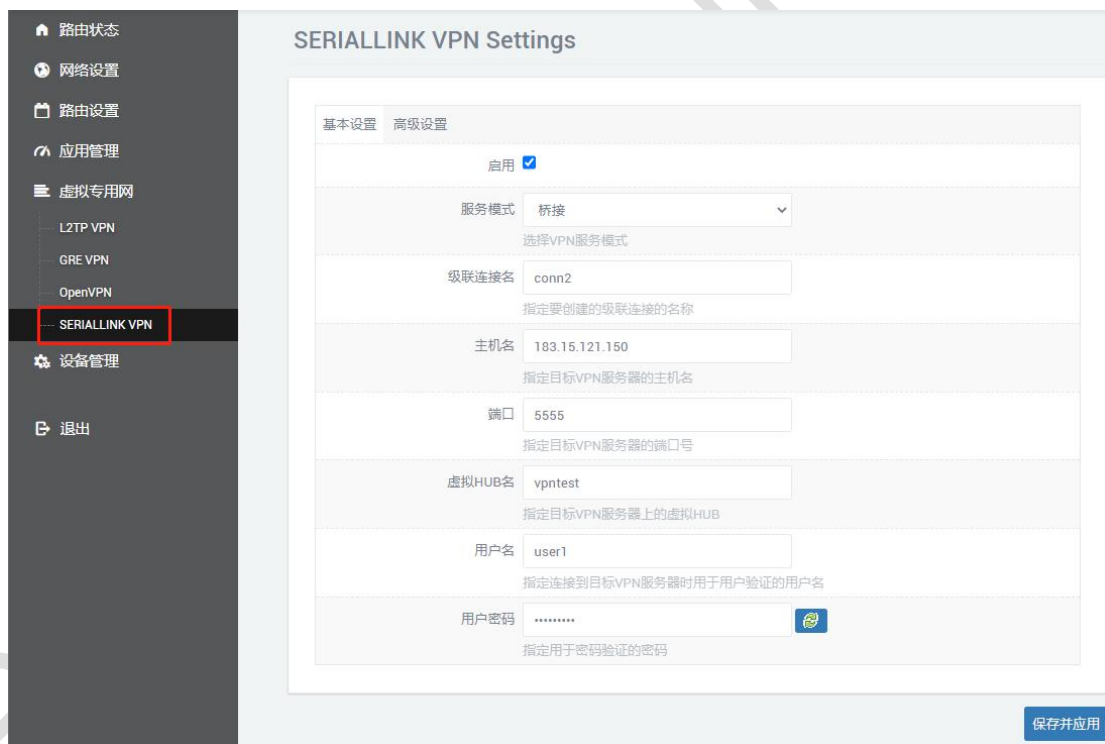 路由状态
网络设置
路由设置
应用管理
虚拟专用网
L2TP VPN
GRE VPN
OpenVPN
SERIALLINK VPN
设备管理
退出
SERIALLINK VPN Settings
基本设置 高级设置
启用
服务模式 桥接
选择VPN服务模式
级联连接名 conn2
指定要创建的级联连接的名称
主机名 183.15.121.150
指定目标VPN服务器的主机名
端口 5555
指定目标VPN服务器的端口号
虚拟HUB名 vpntest
指定目标VPN服务器上的虚拟HUB
用户名 user1
指定连接到目标VPN服务器时用于用户验证的用户名
用户密码 •••••••••
指定用于密码验证的密码
保存并应用